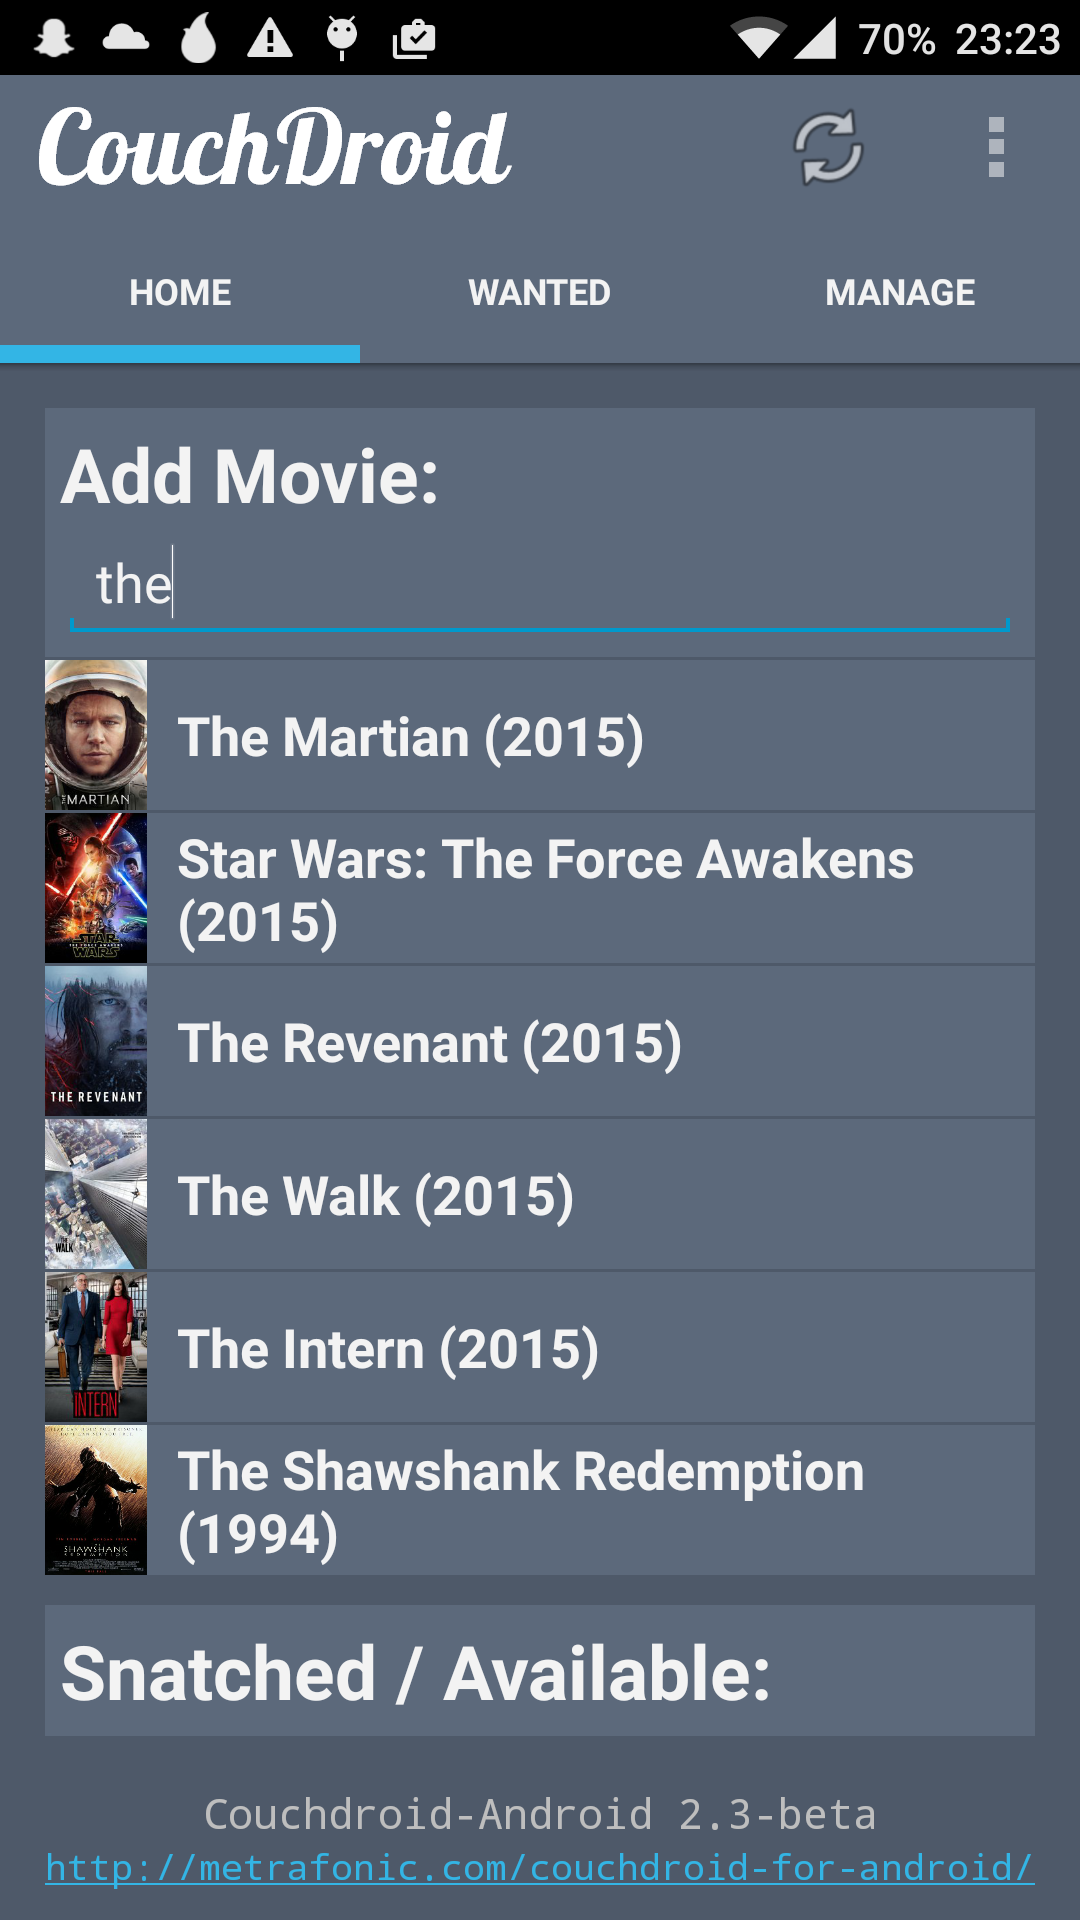 70% 23:23
CouchDroid
HOME WANTED MANAGE
Add Movie:
the
THE MARTIAN
The Martian (2015)
STAR WARS
Star Wars: The Force Awakens
(2015)
THE REVENANT
The Revenant (2015)
THE WALK
The Walk (2015)
INTERN
The Intern (2015)
SHAWSHANK
REDEMPTION
The Shawshank Redemption
(1994)
Snatched / Available:
Couchdroid-Android 2.3-beta
http://metrafonic.com/couchdroid-for-android/